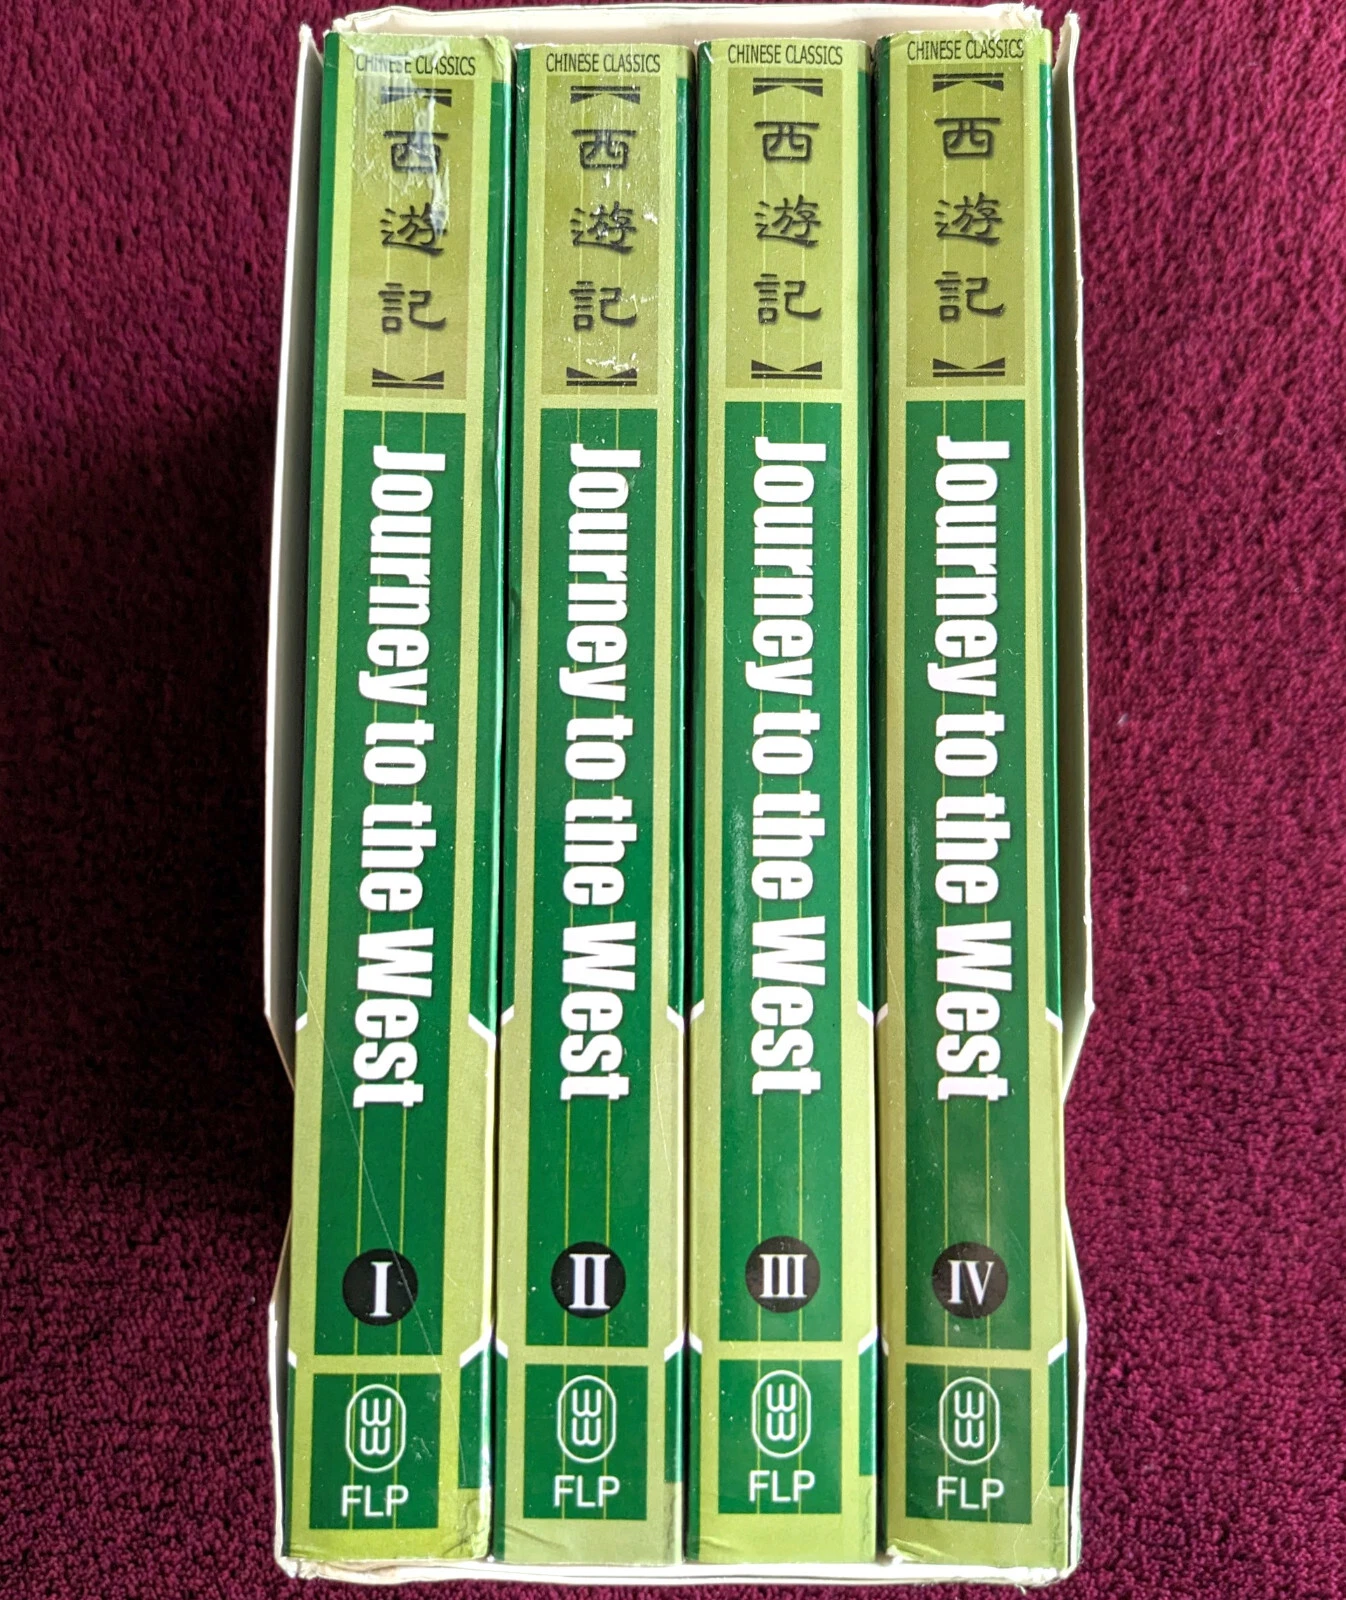 CHINESE CLASSICS
【西遊記】
Journey to the West
I
FLP
CHINESE CLASSICS
【西遊記】
Journey to the West
II
FLP
CHINESE CLASSICS
【西遊記】
Journey to the West
III
FLP
CHINESE CLASSICS
【西遊記】
Journey to the West
IV
FLP